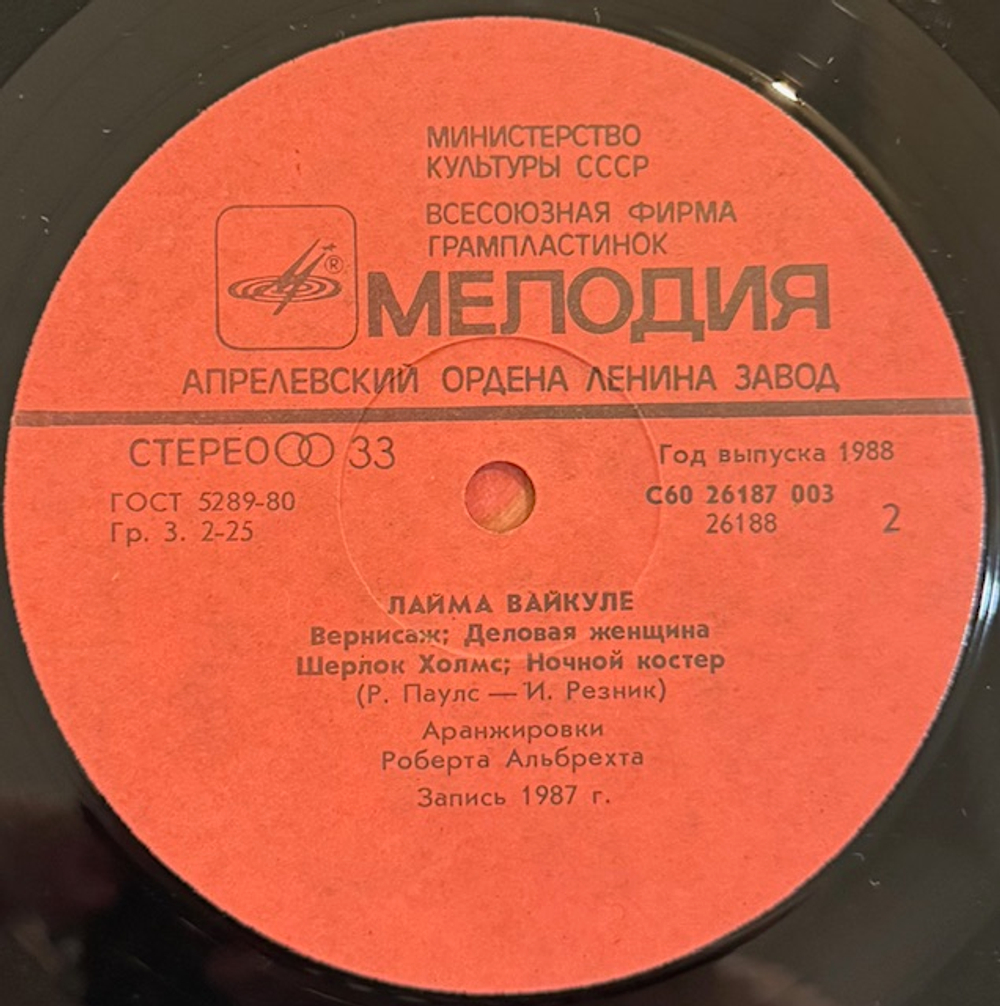 МИНИСТЕРСТВО
КУЛЬТУРЫ СССР
ВСЕСОЮЗНАЯ ФИРМА
ГРАМПЛАСТИНОК
®
МЕЛОДИЯ
АПРЕЛЕВСКИЙ ОРДЕНА ЛЕНИНА ЗАВОД
СТЕРЕО 33
Год выпуска 1988
ГОСТ 5289-80
Гр. 3. 2-25
С60 26187 003
26188
2
ЛАЙМА ВАЙКУЛЕ
Вернисаж; Деловая женщина
Шерлок Холмс; Ночной костер
(Р. Паулс — И. Резник)
Аранжировки
Роберта Альбрехта
Запись 1987 г.